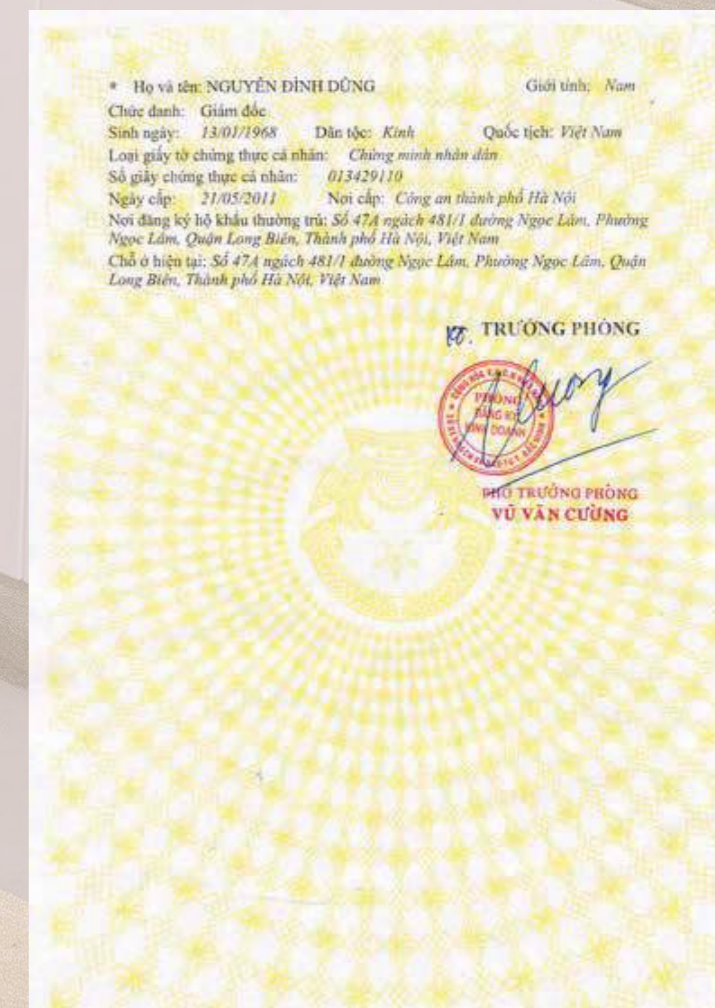 * Họ và tên: NGUYỄN ĐÌNH DŨNG Giới tính: Nam
Chức danh: Giám đốc
Sinh ngày: 13/01/1968 Dân tộc: Kinh Quốc tịch: Việt Nam
Loại giấy tờ chứng thực cá nhân: Chứng minh nhân dân
Số giấy chứng thực cá nhân: 013429110
Ngày cấp: 21/05/2011 Nơi cấp: Công an thành phố Hà Nội
Nơi đăng ký hộ khẩu thường trú: Số 47A ngách 481/1 đường Ngọc Lâm, Phường
Ngọc Lâm, Quận Long Biên, Thành phố Hà Nội, Việt Nam
Chỗ ở hiện tại: Số 47A ngách 481/1 đường Ngọc Lâm, Phường Ngọc Lâm, Quận
Long Biên, Thành phố Hà Nội, Việt Nam
KT. TRƯỞNG PHÒNG
PHÒNG
ĐĂNG KÝ
KINH DOANH
PHÓ TRƯỞNG PHÒNG
VŨ VĂN CƯỜNG